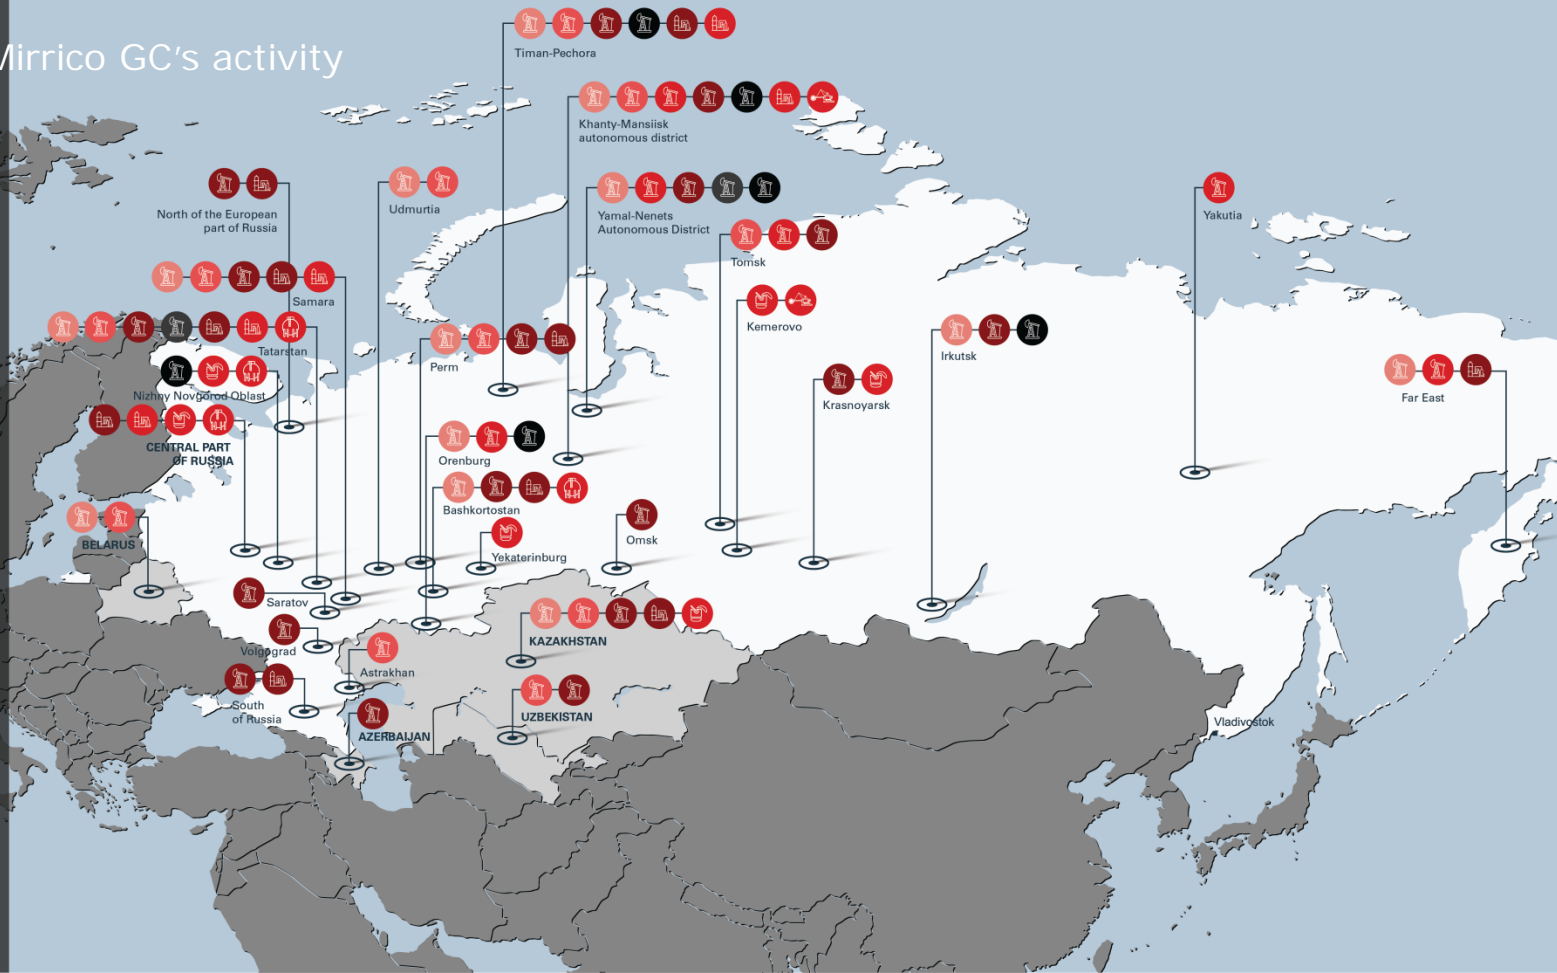 Mirrico GC's activity
Timan-Pechora
Khanty-Mansiisk
autonomous district
North of the European
part of Russia
Udmurtia
Yamal-Nenets
Autonomous District
Yakutia
Tomsk
Samara
Kemerovo
Tatarstan
Perm
Irkutsk
Nizhny Novgorod Oblast
Krasnoyarsk
Far East
CENTRAL PART
OF RUSSIA
Orenburg
Bashkortostan
BELARUS
Yekaterinburg
Omsk
Saratov
KAZAKHSTAN
Volgograd
Astrakhan
South
of Russia
UZBEKISTAN
AZERBAIJAN
Vladivostok